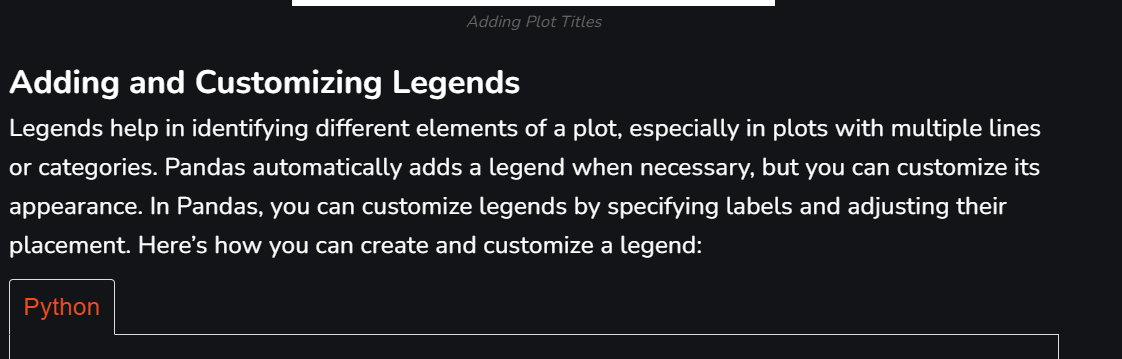 Adding Plot Titles
Adding and Customizing Legends
Legends help in identifying different elements of a plot, especially in plots with multiple lines
or categories. Pandas automatically adds a legend when necessary, but you can customize its
appearance. In Pandas, you can customize legends by specifying labels and adjusting their
placement. Here’s how you can create and customize a legend:
Python